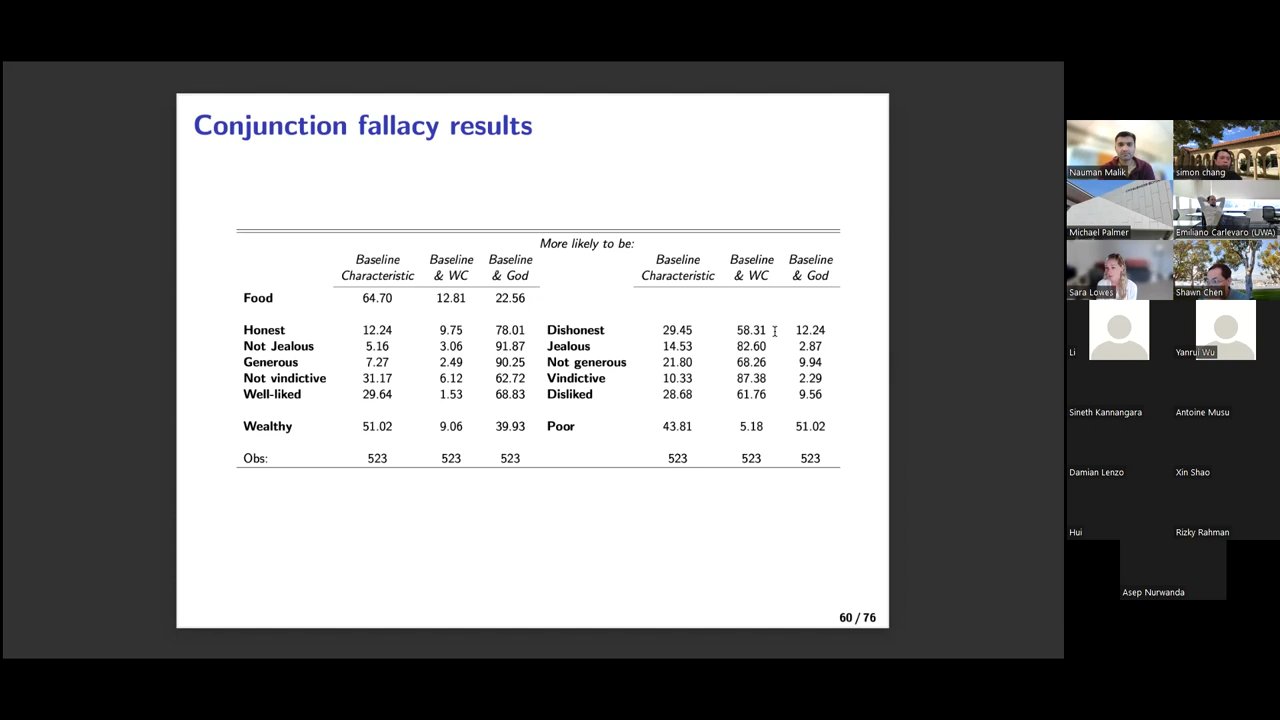 Conjunction fallacy results
More likely to be:
Baseline Baseline Baseline Baseline Baseline Baseline
Characteristic & WC & God Characteristic & WC & God
Food 64.70 12.81 22.56
Honest 12.24 9.75 78.01 Dishonest 29.45 58.31 12.24
Not Jealous 5.16 3.06 91.87 Jealous 14.53 82.60 2.87
Generous 7.27 2.49 90.25 Not generous 21.80 68.26 9.94
Not vindictive 31.17 6.12 62.72 Vindictive 10.33 87.38 2.29
Well-liked 29.64 1.53 68.83 Disliked 28.68 61.76 9.56
Wealthy 51.02 9.06 39.93 Poor 43.81 5.18 51.02
Obs: 523 523 523 523 523 523
60 / 76
Nauman Malik simon chang
Michael Palmer Emiliano Carlevaro (UWA)
Sara Lowes Shawn Chen
Li Yanrui Wu
Sineth Kannangara Antoine Musu
Damian Lenzo Xin Shao
Hui Rizky Rahman
Asep Nurwanda